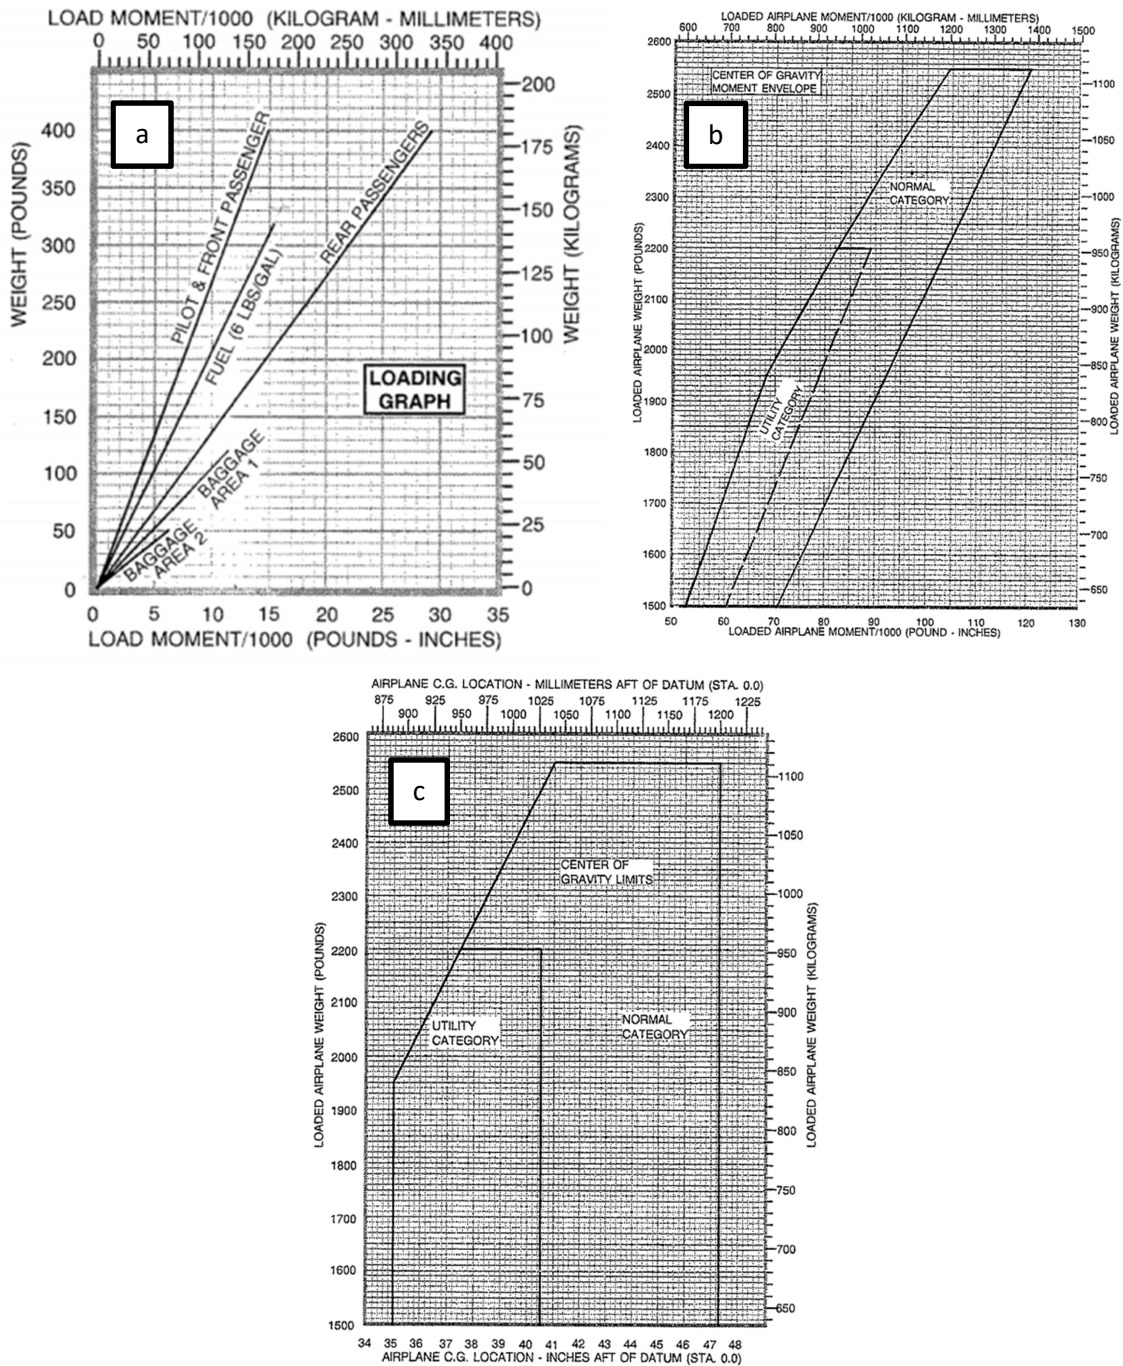 LOAD MOMENT/1000 (KILOGRAM - MILLIMETERS)
0 50 100 150 200 250 300 350 400
a
WEIGHT (POUNDS)
400
350
300
250
200
150
100
50
0
PILOT & FRONT PASSENGER
FUEL (6 LBS/GAL)
REAR PASSENGERS
BAGGAGE
AREA 1
BAGGAGE
AREA 2
LOADING
GRAPH
200
175
150
125
100
75
50
25
0
WEIGHT (KILOGRAMS)
0 5 10 15 20 25 30 35
LOAD MOMENT/1000 (POUNDS - INCHES)
LOADED AIRPLANE MOMENT/1000 (KILOGRAM - MILLIMETERS)
600 700 800 900 1000 1100 1200 1300 1400 1500
CENTER OF GRAVITY
MOMENT ENVELOPE
b
LOADED AIRPLANE WEIGHT (POUNDS)
2600
2500
2400
2300
2200
2100
2000
1900
1800
1700
1600
1500
NORMAL
CATEGORY
UTILITY
CATEGORY
1100
1050
1000
950
900
850
800
750
700
650
LOADED AIRPLANE WEIGHT (KILOGRAMS)
50 60 70 80 90 100 110 120 130
LOADED AIRPLANE MOMENT/1000 (POUND - INCHES)
AIRPLANE C.G. LOCATION - MILLIMETERS AFT OF DATUM (STA. 0.0)
875 925 975 1025 1075 1125 1175 1225
900 950 1000 1050 1100 1150 1200
c
LOADED AIRPLANE WEIGHT (POUNDS)
2600
2500
2400
2300
2200
2100
2000
1900
1800
1700
1600
1500
CENTER OF
GRAVITY LIMITS
UTILITY
CATEGORY
NORMAL
CATEGORY
1100
1050
1000
950
900
850
800
750
700
650
LOADED AIRPLANE WEIGHT (KILOGRAMS)
34 35 36 37 38 39 40 41 42 43 44 45 46 47 48
AIRPLANE C.G. LOCATION - INCHES AFT OF DATUM (STA. 0.0)